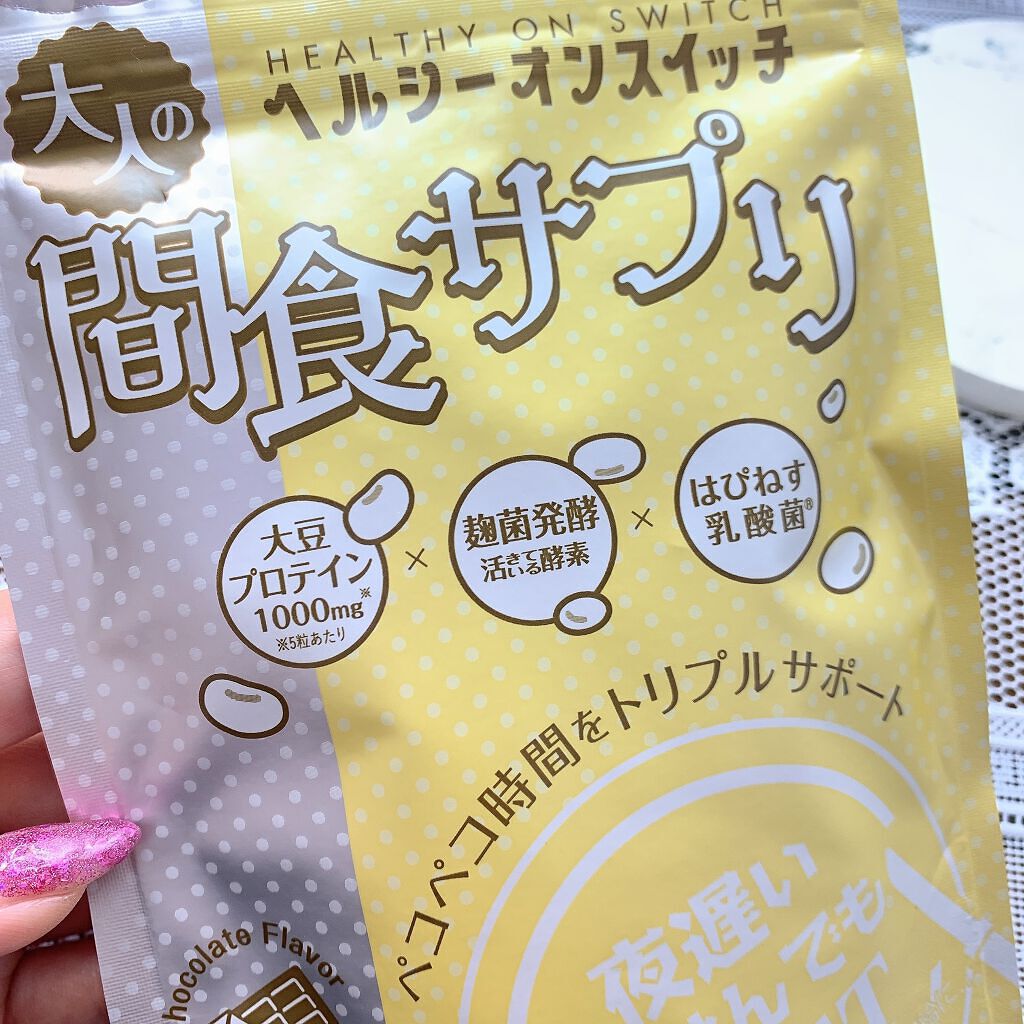 大人の
HEALTHY ON SWITCH
ヘルシーオンスイッチ
間食サプリ
大豆
プロテイン
1000mg※
※5粒あたり
×
麹菌発酵
活きている酵素
×
はぴねす
乳酸菌®
ペコペコ時間をトリプルサポート
夜遅い
でも
hocolate Flavor